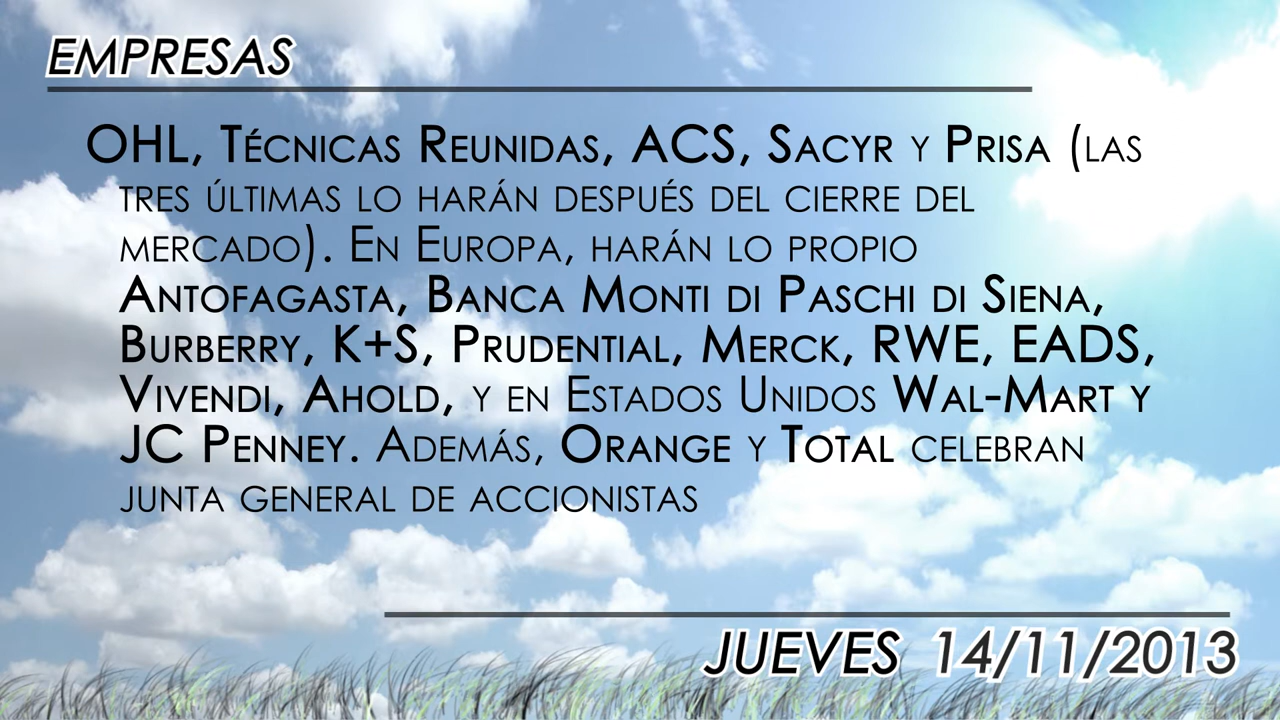 EMPRESAS
OHL, Técnicas Reunidas, ACS, Sacyr y Prisa (las
tres últimas lo harán después del cierre del
mercado). En Europa, harán lo propio
Antofagasta, Banca Monti di Paschi di Siena,
Burberry, K+S, Prudential, Merck, RWE, EADS,
Vivendi, Ahold, y en Estados Unidos Wal-Mart y
JC Penney. Además, Orange y Total celebran
junta general de accionistas
JUEVES 14/11/2013